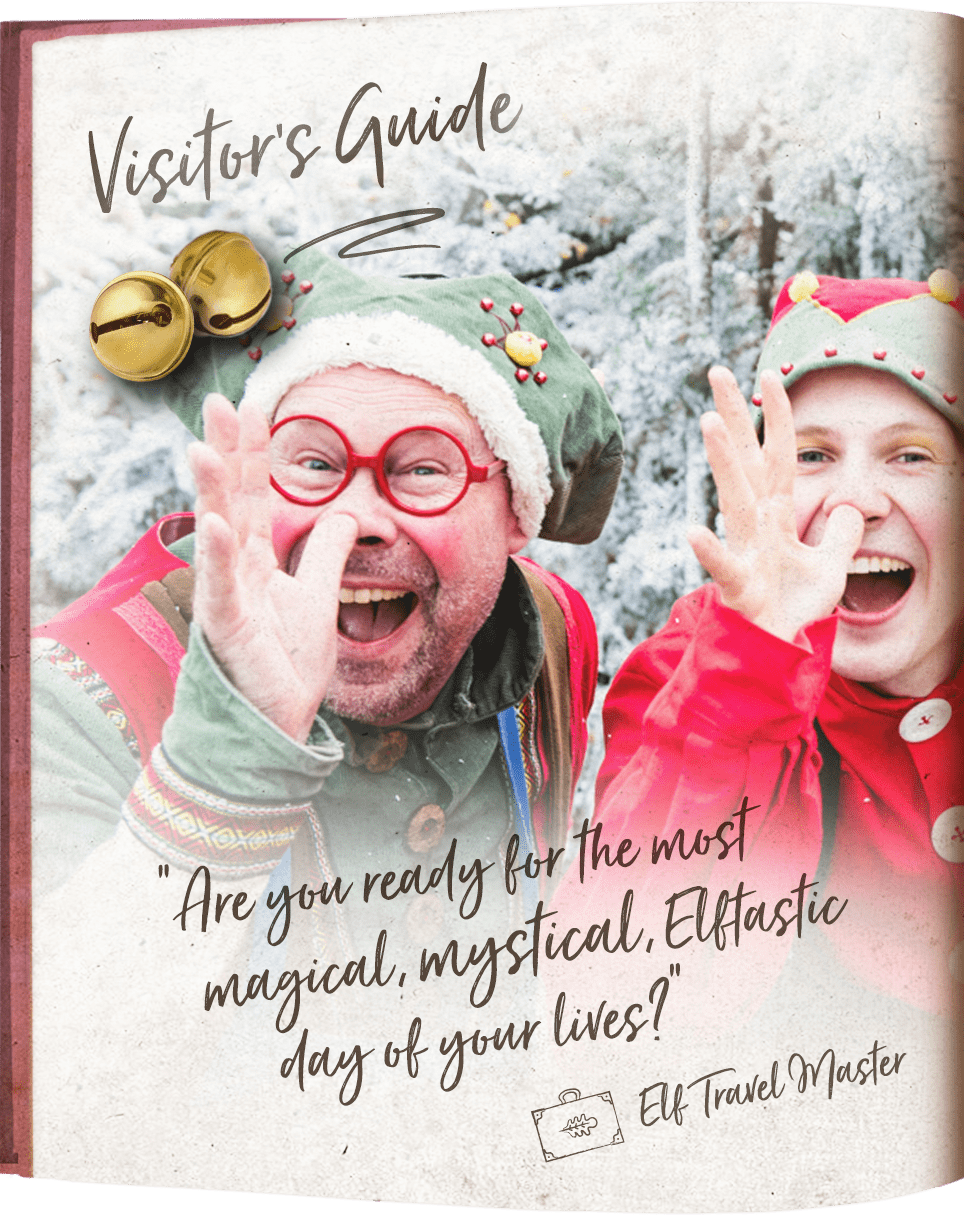 Visitor's Guide
"Are you ready for the most
magical, mystical, Elftastic
day of your lives?"
Elf Travel Master